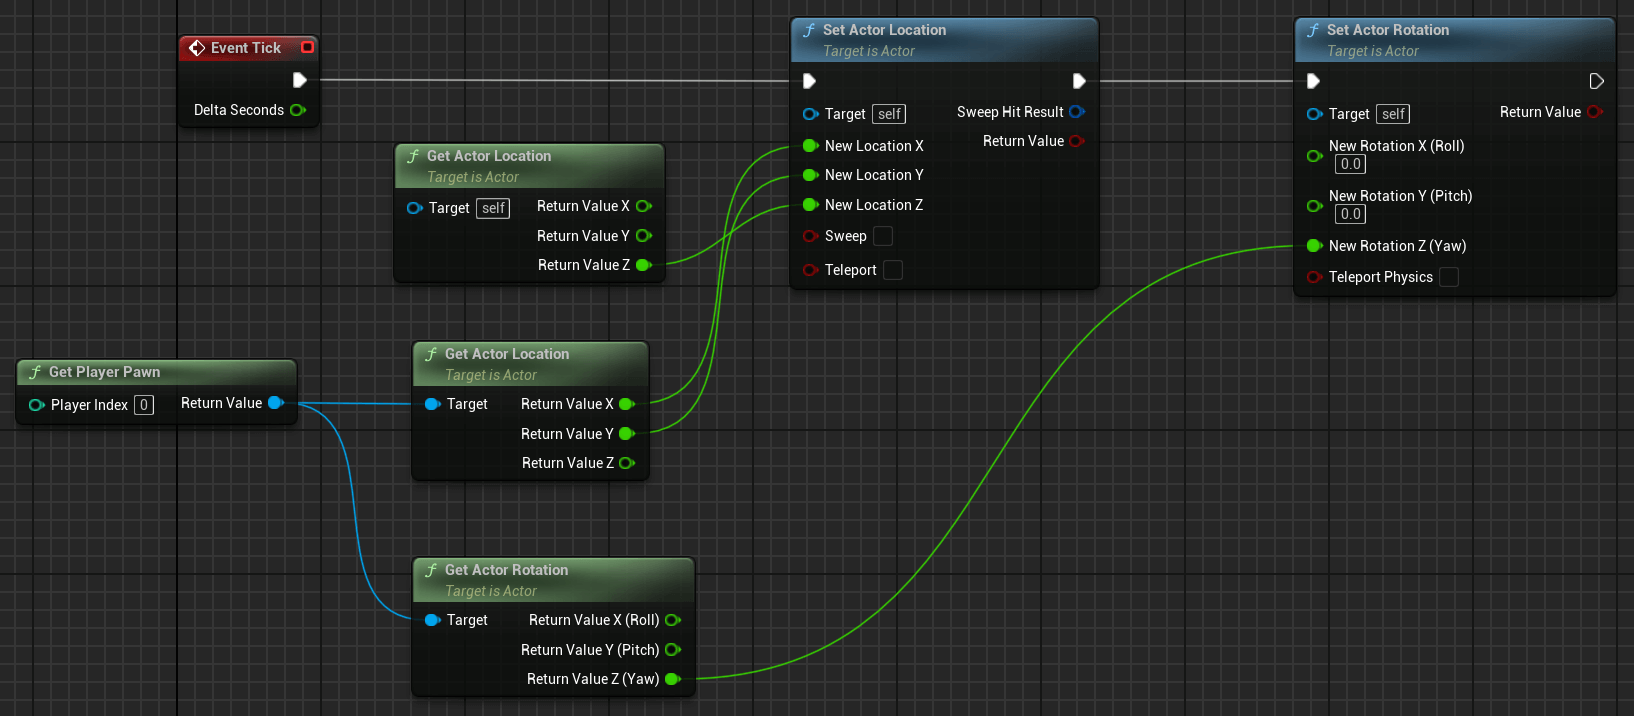 Event Tick
Delta Seconds
Get Actor Location
Target is Actor
Target self
Return Value X
Return Value Y
Return Value Z
Set Actor Location
Target is Actor
Target self
Sweep Hit Result
Return Value
New Location X
New Location Y
New Location Z
Sweep
Teleport
Set Actor Rotation
Target is Actor
Target self
Return Value
New Rotation X (Roll)
0.0
New Rotation Y (Pitch)
0.0
New Rotation Z (Yaw)
Teleport Physics
Get Player Pawn
Player Index 0
Return Value
Get Actor Location
Target is Actor
Target
Return Value X
Return Value Y
Return Value Z
Get Actor Rotation
Target is Actor
Target
Return Value X (Roll)
Return Value Y (Pitch)
Return Value Z (Yaw)